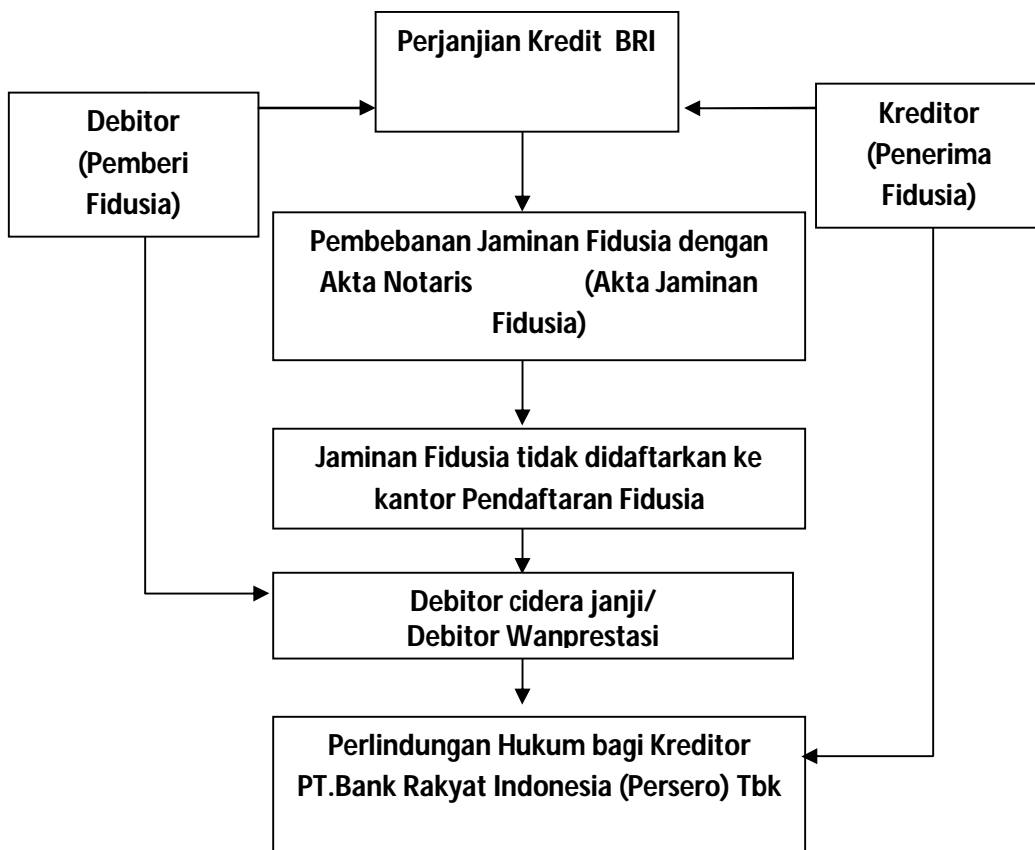 Perjanjian Kredit BRI
Debitor
(Pemberi
Fidusia)
Kreditor
(Penerima
Fidusia)
Pembebanan Jaminan Fidusia dengan
Akta Notaris (Akta Jaminan
Fidusia)
Jaminan Fidusia tidak didaftarkan ke
kantor Pendaftaran Fidusia
Debitor cidera janji/
Debitor Wanprestasi
Perlindungan Hukum bagi Kreditor
PT.Bank Rakyat Indonesia (Persero) Tbk